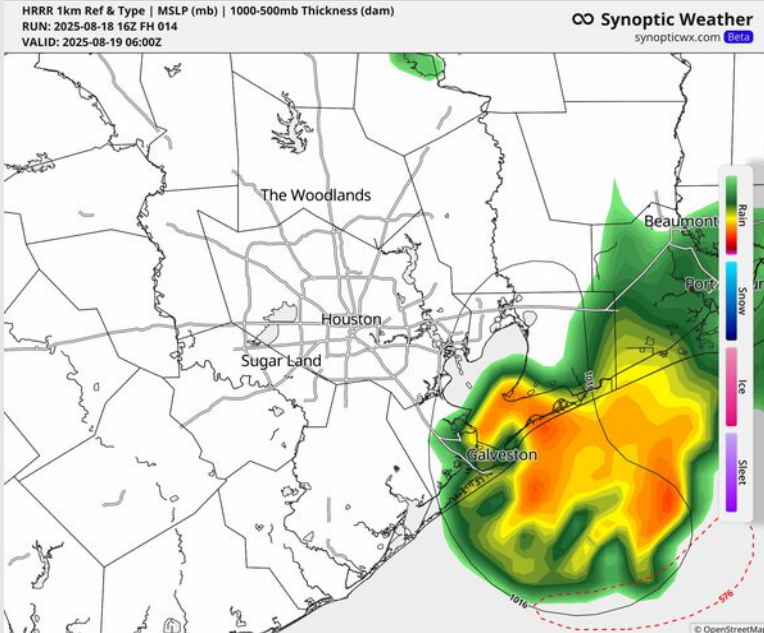 HRRR 1km Ref & Type | MSLP (mb) | 1000-500mb Thickness (dam)
RUN: 2025-08-18 16Z FH 014
VALID: 2025-08-19 06:00Z
Synoptic Weather
synopticwx.com Beta
The Woodlands
Beaumont
Port
Houston
Sugar Land
Galveston
1016
1016
576
Rain
Snow
Ice
Sleet
© OpenStreetMap